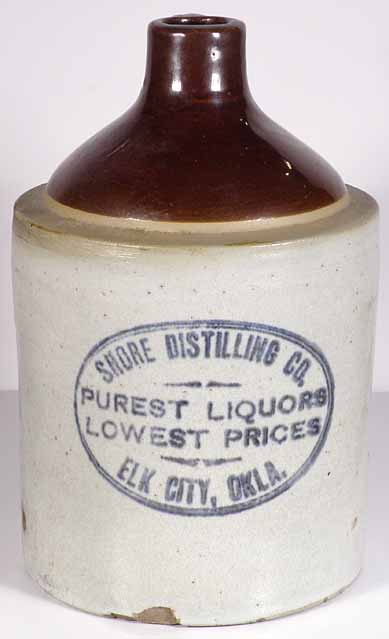 SHORE DISTILLING CO.
PUREST LIQUORS
LOWEST PRICES
ELK CITY, OKLA.